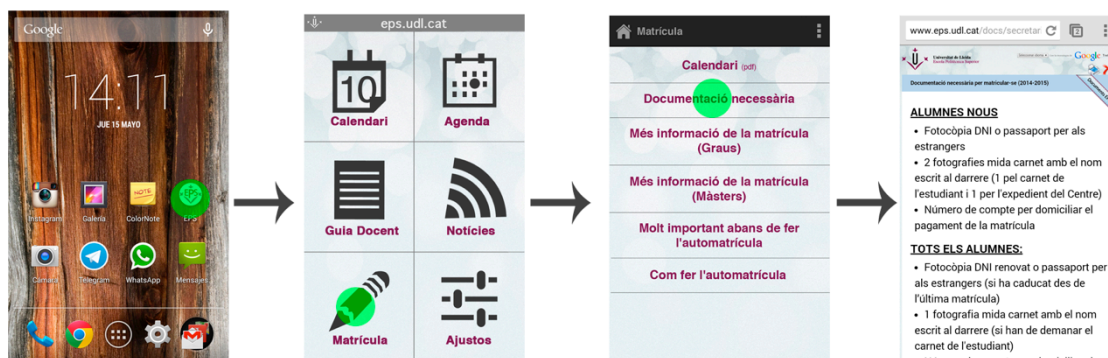 Google
14:11
JUE 15 MAYO
NOTE
EPS
Instagram
Galería
ColorNote
EPS
Cámara
Telegram
WhatsApp
Mensajes
eps.udl.cat
10
Calendari
Agenda
Guia Docent
Notícies
Matrícula
Ajustos
Matrícula
Calendari (pdf)
Documentació necessària
Més informació de la matrícula
(Graus)
Més informació de la matrícula
(Màsters)
Molt important abans de fer
l'automatrícula
Com fer l'automatrícula
www.eps.udl.cat/docs/secretar
Universitat de Lleida
Escola Politècnica Superior
Google
Documentació necessària per matricular-se (2014-2015)
ALUMNES NOUS
• Fotocòpia DNI o passaport per als
estrangers
• 2 fotografies mida carnet amb el nom
escrit al darrere (1 pel carnet de
l'estudiant i 1 per l'expedient del Centre)
• Número de compte per domiciliar el
pagament de la matrícula
TOTS ELS ALUMNES:
• Fotocòpia DNI renovat o passaport per
als estrangers (si ha caducat des de
l'última matrícula)
• 1 fotografia mida carnet amb el nom
escrit al darrere (si han de demanar el
carnet de l'estudiant)